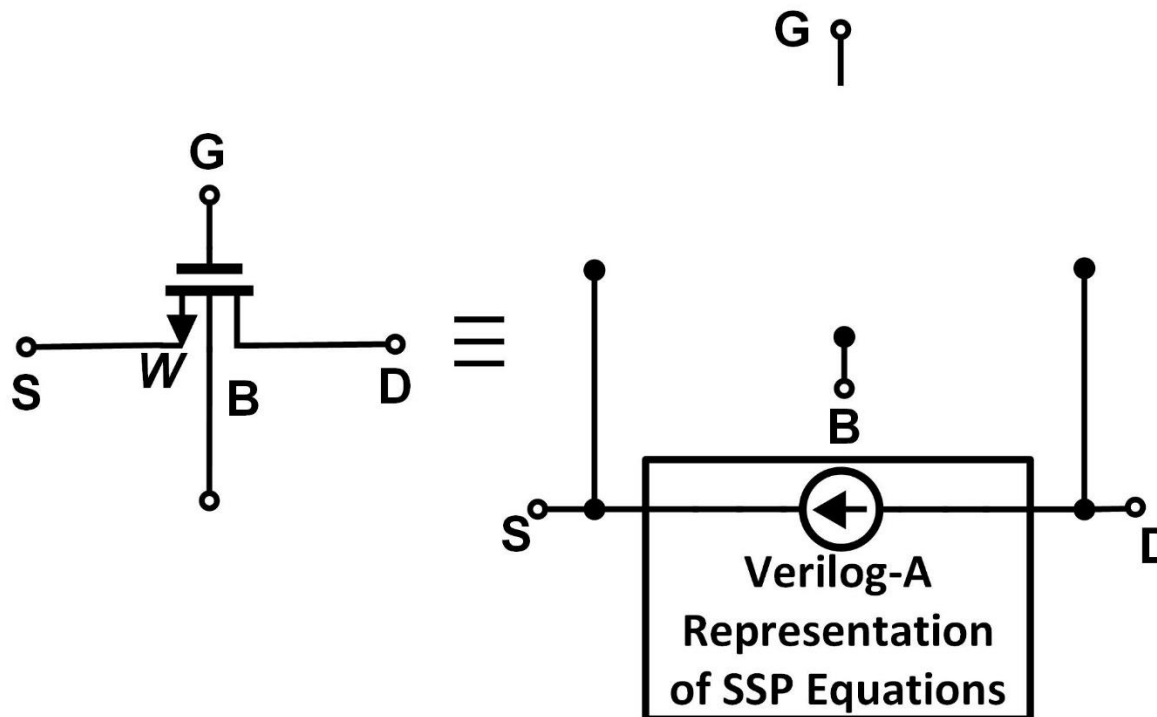 G
G
W
S
B
D
B
S
D
Verilog-A
Representation
of SSP Equations